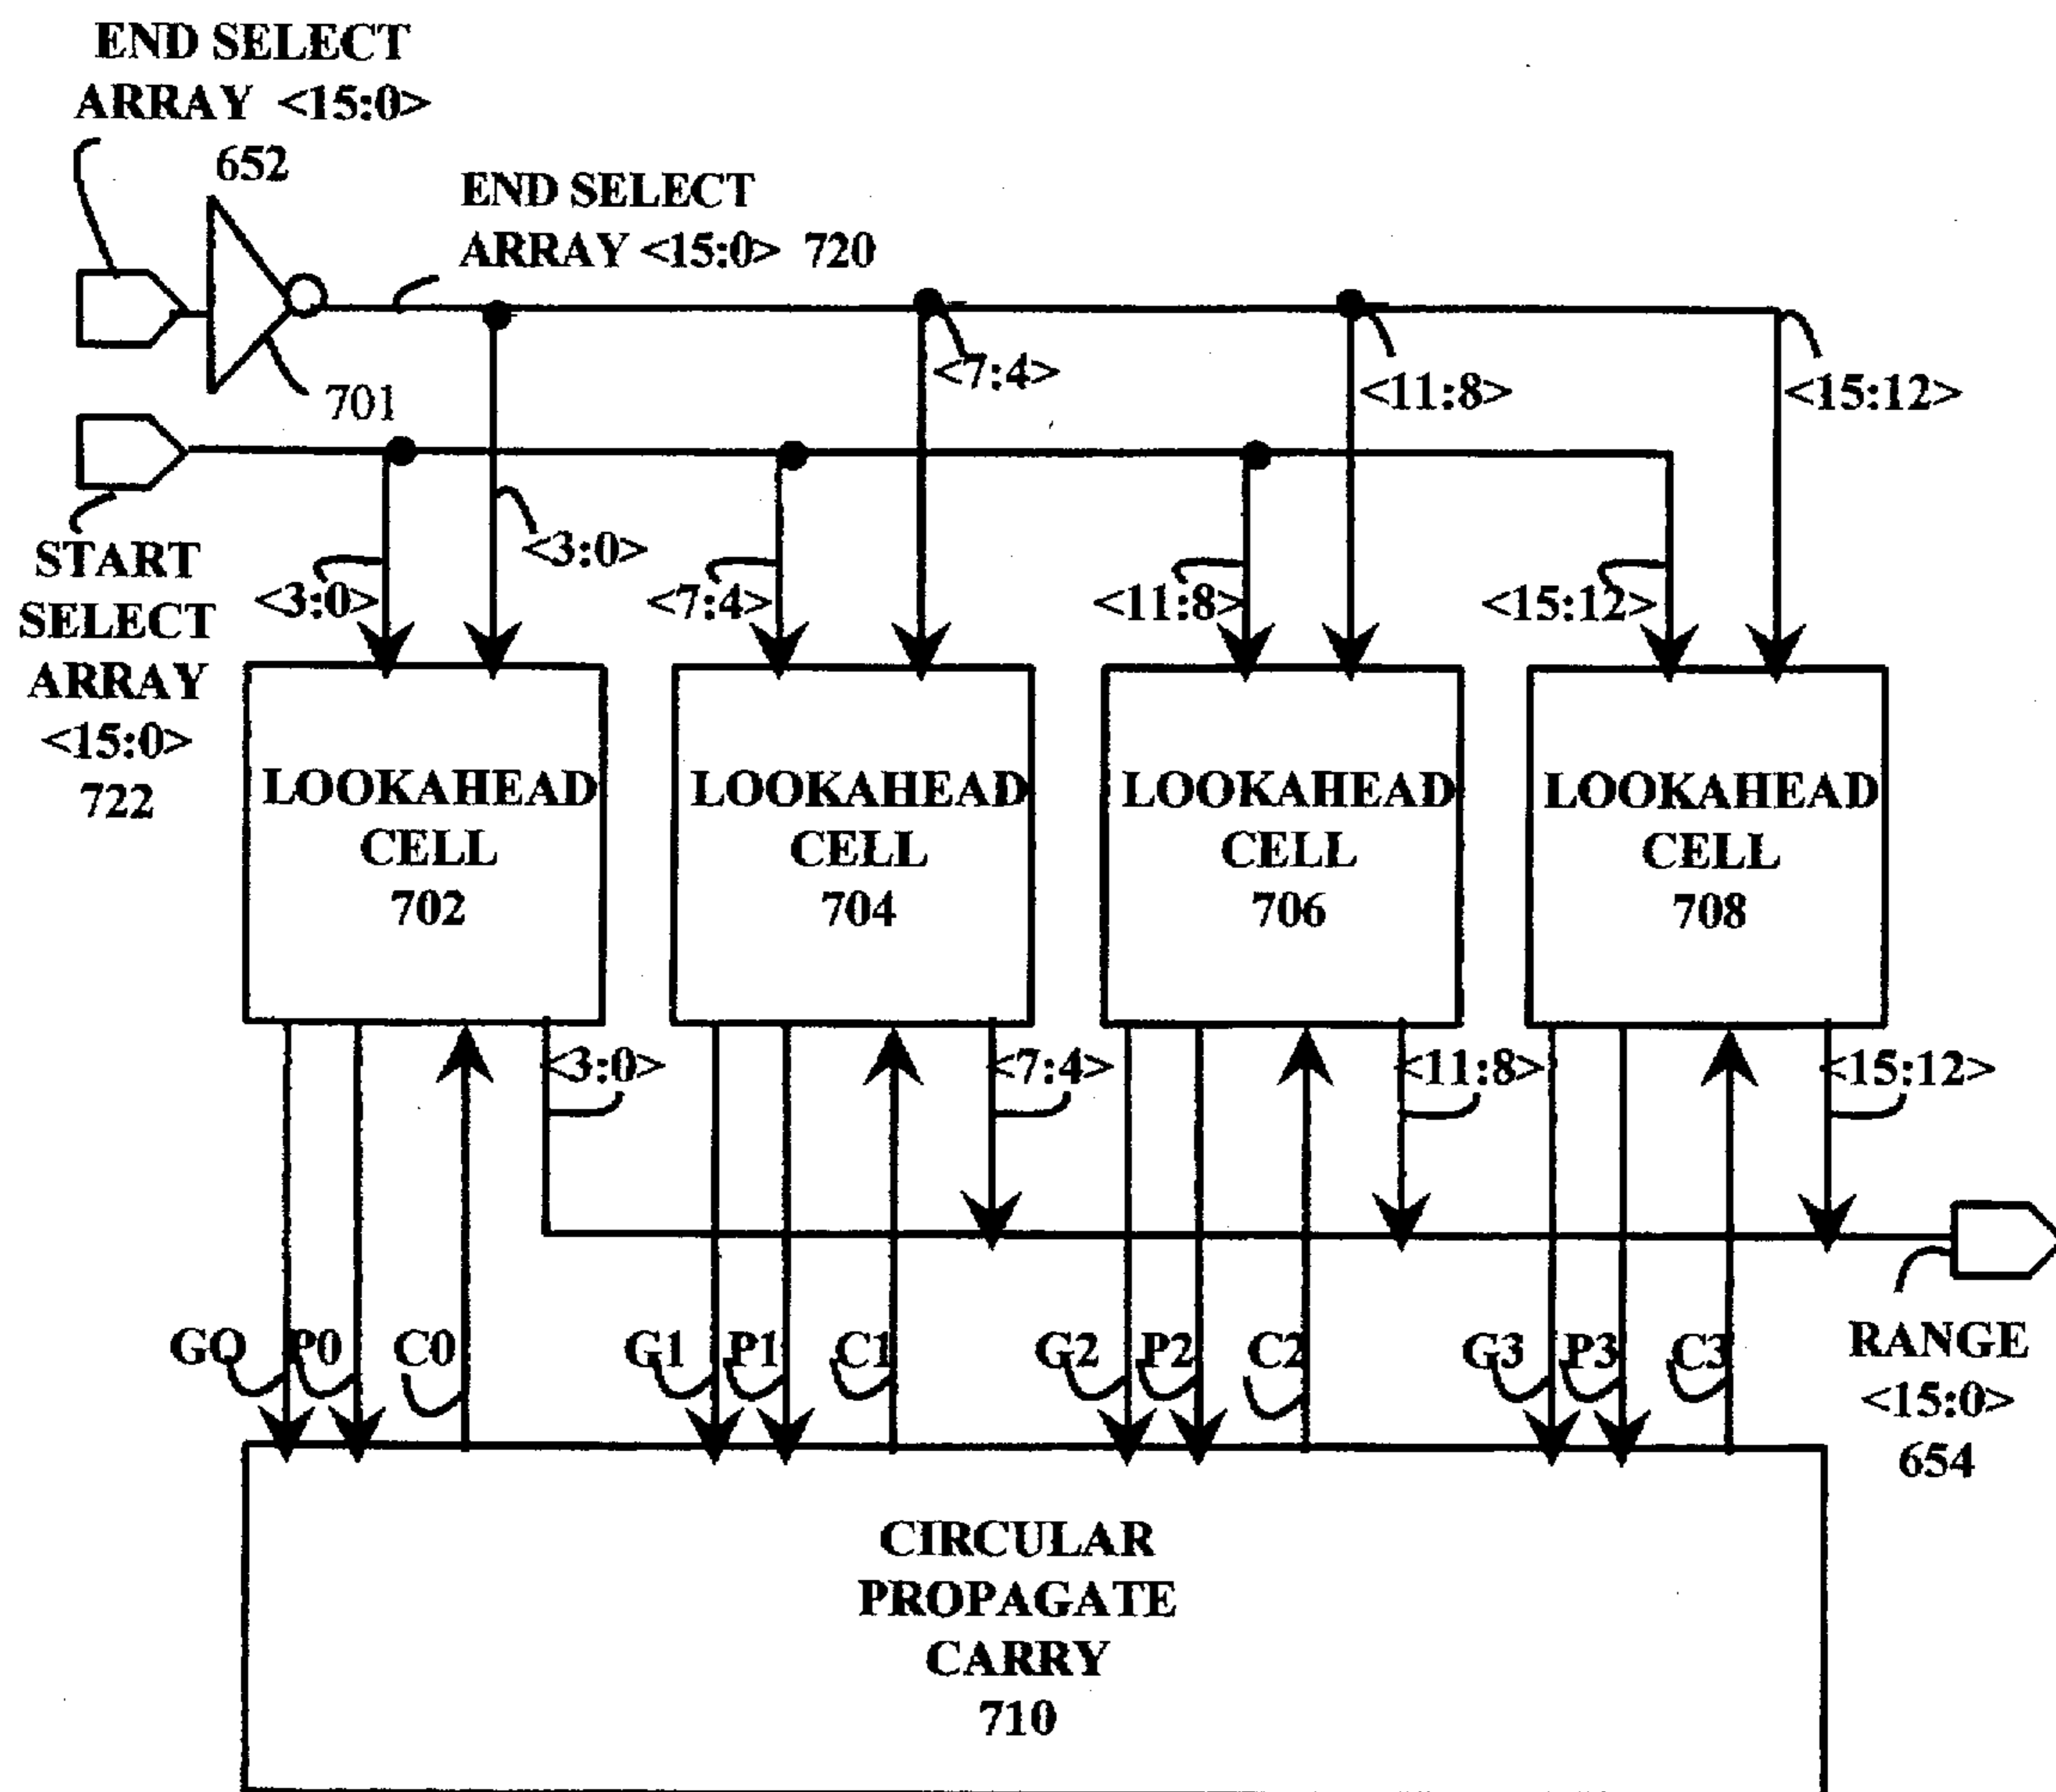 END SELECT
ARRAY <15:0>
652
END SELECT
ARRAY <15:0> 720
701
<7:4>
<11:8>
<15:12>
START
SELECT
ARRAY
<15:0>
722
<3:0>
<3:0>
<7:4>
<11:8>
<15:12>
LOOKAHEAD
CELL
702
LOOKAHEAD
CELL
704
LOOKAHEAD
CELL
706
LOOKAHEAD
CELL
708
<3:0>
<7:4>
<11:8>
<15:12>
GO P0 C0 G1 P1 C1 G2 P2 C2 G3 P3 C3
RANGE
<15:0>
654
CIRCULAR
PROPAGATE
CARRY
710